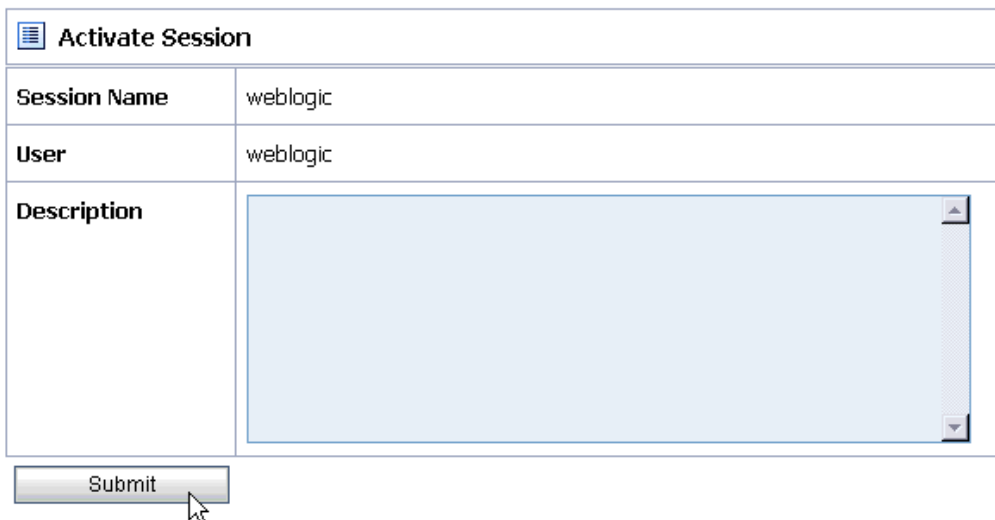 Activate Session
Session Name weblogic
User weblogic
Description
Submit